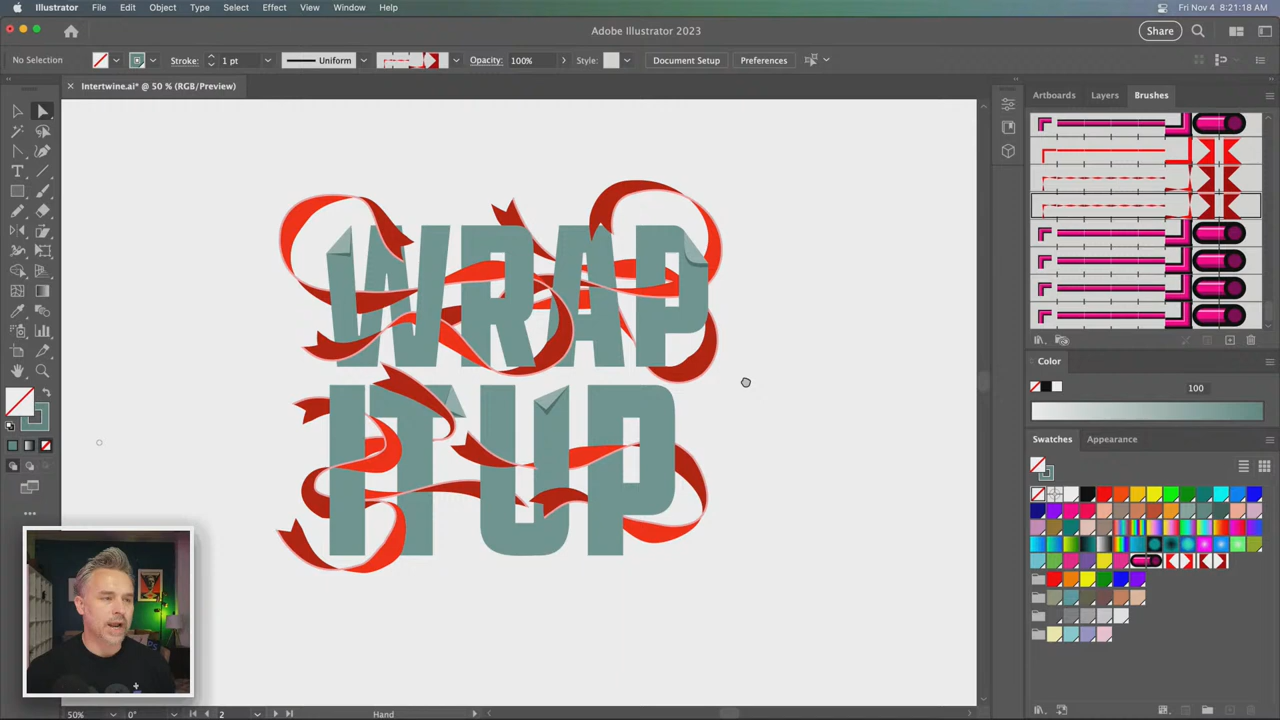 Illustrator File Edit Object Type Select Effect View Window Help Fri Nov 4 8:21:18 AM
Adobe Illustrator 2023 Share
No Selection Stroke: 1 pt Uniform Opacity: 100% Style: Document Setup Preferences
Intertwine.ai* @ 50 % (RGB/Preview)
Artboards Layers Brushes
WRAP
IT UP
Color
100
Swatches Appearance
50% 0° 2 Hand